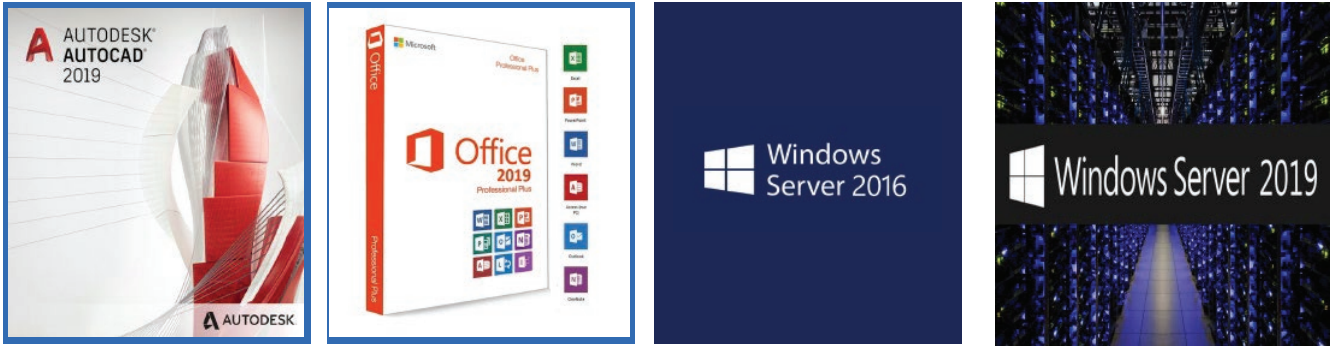 AUTODESK®
AUTOCAD®
2019
AUTODESK
Office
Professional Plus
Microsoft
Office
Professional Plus
Office
2019
Professional Plus
Excel
PowerPoint
Word
Outlook
OneNote
Windows
Server 2016
Windows Server 2019